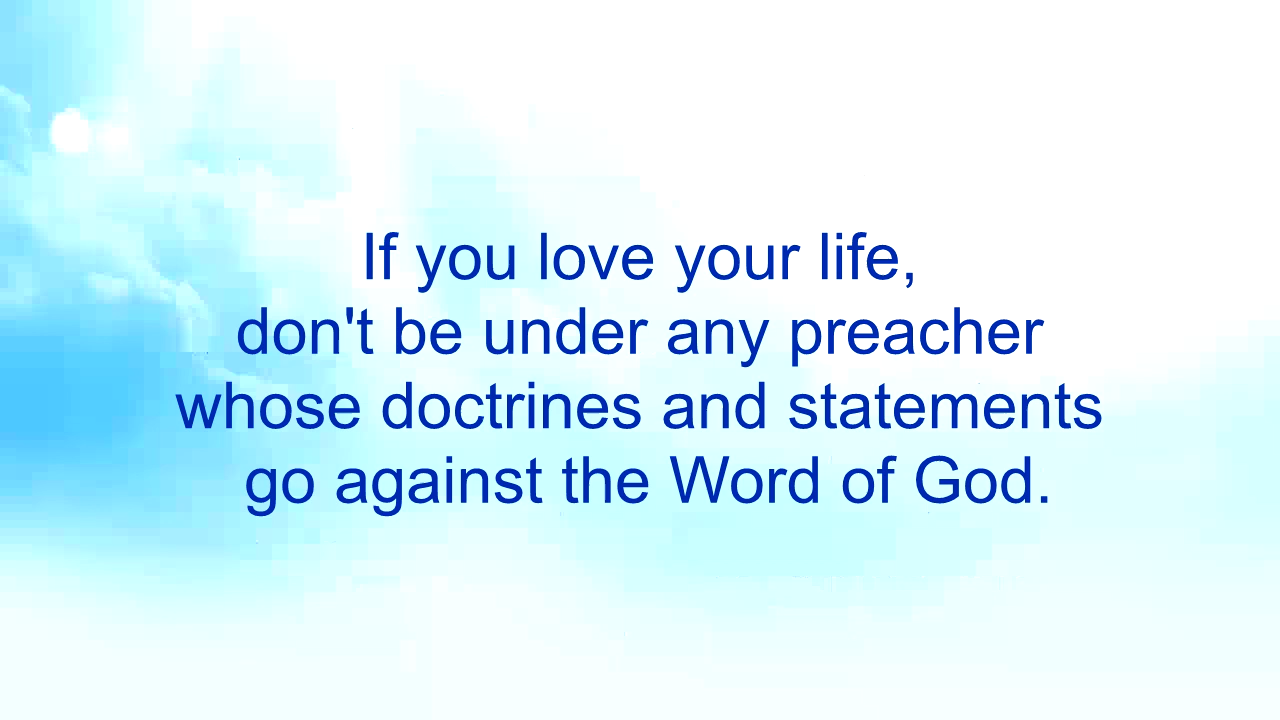 If you love your life,
don't be under any preacher
whose doctrines and statements
go against the Word of God.